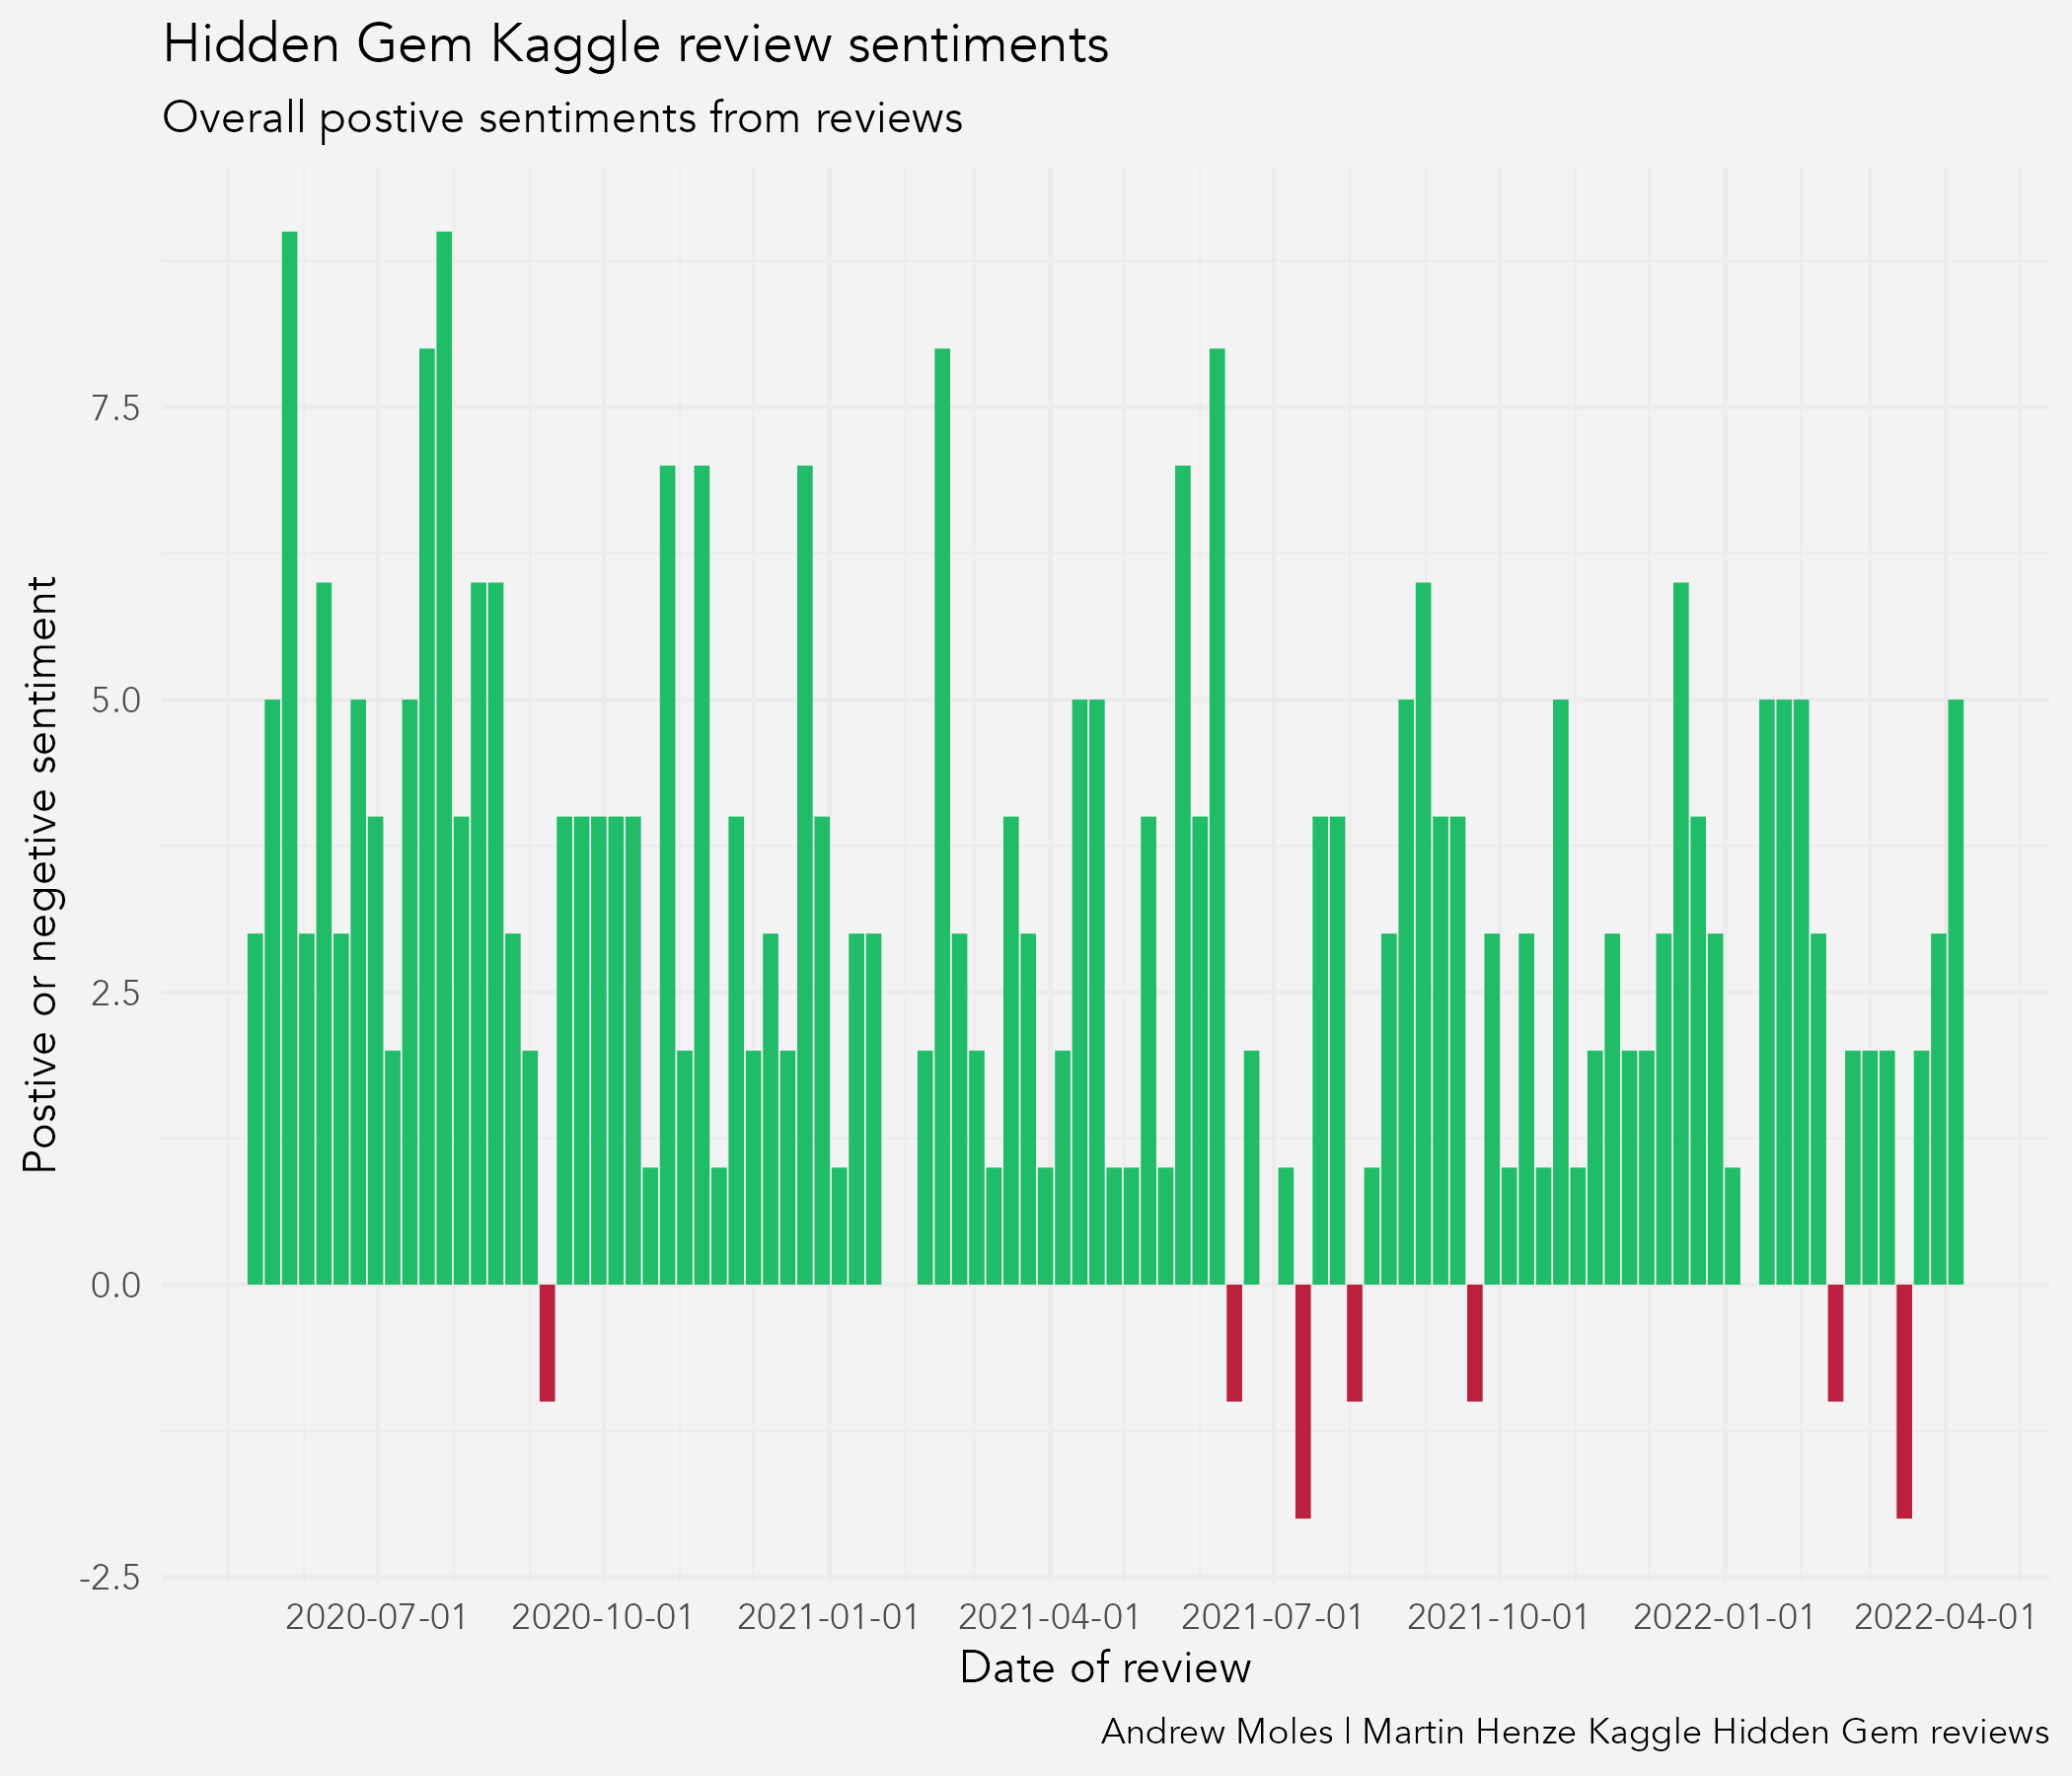 Hidden Gem Kaggle review sentiments
Overall postive sentiments from reviews
Postive or negetive sentiment
7.5
5.0
2.5
0.0
-2.5
2020-07-01 2020-10-01 2021-01-01 2021-04-01 2021-07-01 2021-10-01 2022-01-01 2022-04-01
Date of review
Andrew Moles | Martin Henze Kaggle Hidden Gem reviews